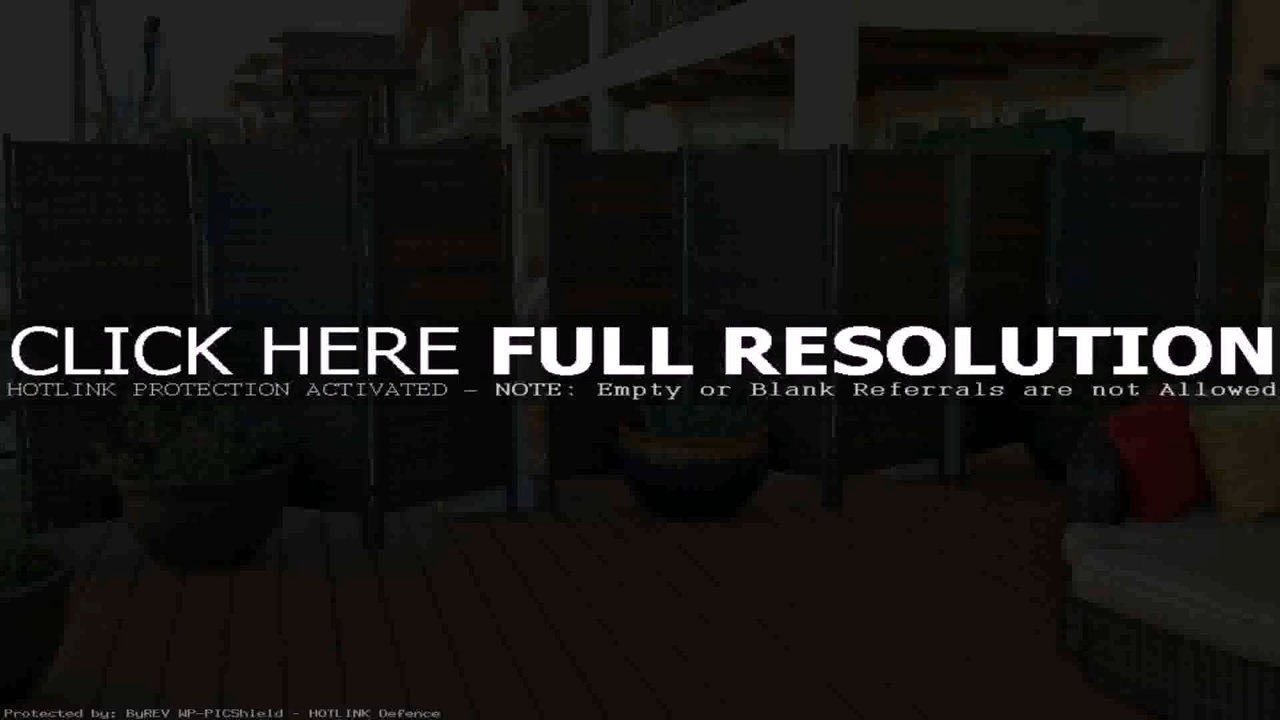 CLICK HERE FULL RESOLUTION
HOTLINK PROTECTION ACTIVATED - NOTE: Empty or Blank Referrals are not Allowed
Protected by: ByREV WP-PICShield - HOTLINK Defence